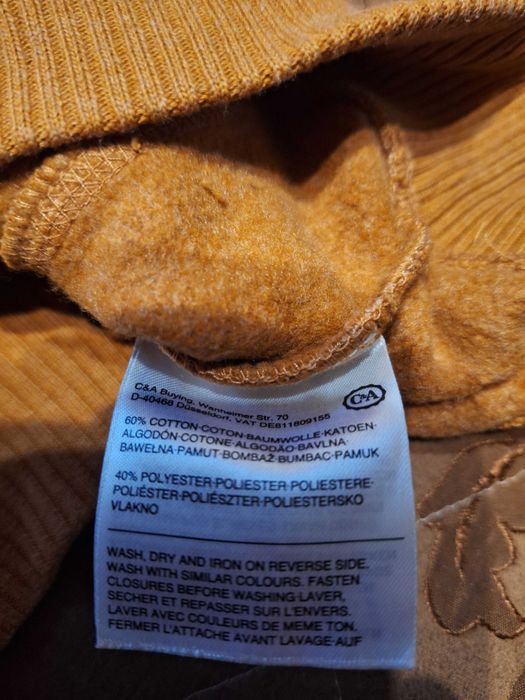 C&A Buying, Wanheimer Str. 70
D-40468 Düsseldorf, VAT DE811809155
C&A
60% COTTON·COTTON·BAUMWOLLE·KATOEN·
ALGODÓN·COTONE·ALGODÃO·BAVLNA·
BAWEŁNA·PAMUT·BOMBAŽ·BUMBAC·PAMUK
40% POLYESTER·POLIESTER·POLIESTERE·
POLIÉSTER·POLIÉSZTER·POLIESTERSKO
VLAKNO
WASH, DRY AND IRON ON REVERSE SIDE.
WASH WITH SIMILAR COLOURS. FASTEN
CLOSURES BEFORE WASHING·LAVER,
SECHER ET REPASSER SUR L'ENVERS.
LAVER AVEC COULEURS DE MEME TON.
FERMER L'ATTACHE AVANT LAVAGE·AUF